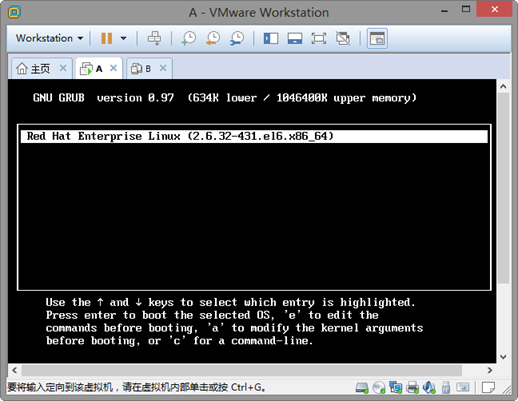 A - VMware Workstation
Workstation
主页 A B
GNU GRUB version 0.97 (634K lower / 1046400K upper memory)
Red Hat Enterprise Linux (2.6.32-431.el6.x86_64)
Use the ↑ and ↓ keys to select which entry is highlighted.
Press enter to boot the selected OS, 'e' to edit the
commands before booting, 'a' to modify the kernel arguments
before booting, or 'c' for a command-line.
要将输入定向到该虚拟机，请在虚拟机内部单击或按 Ctrl+G。